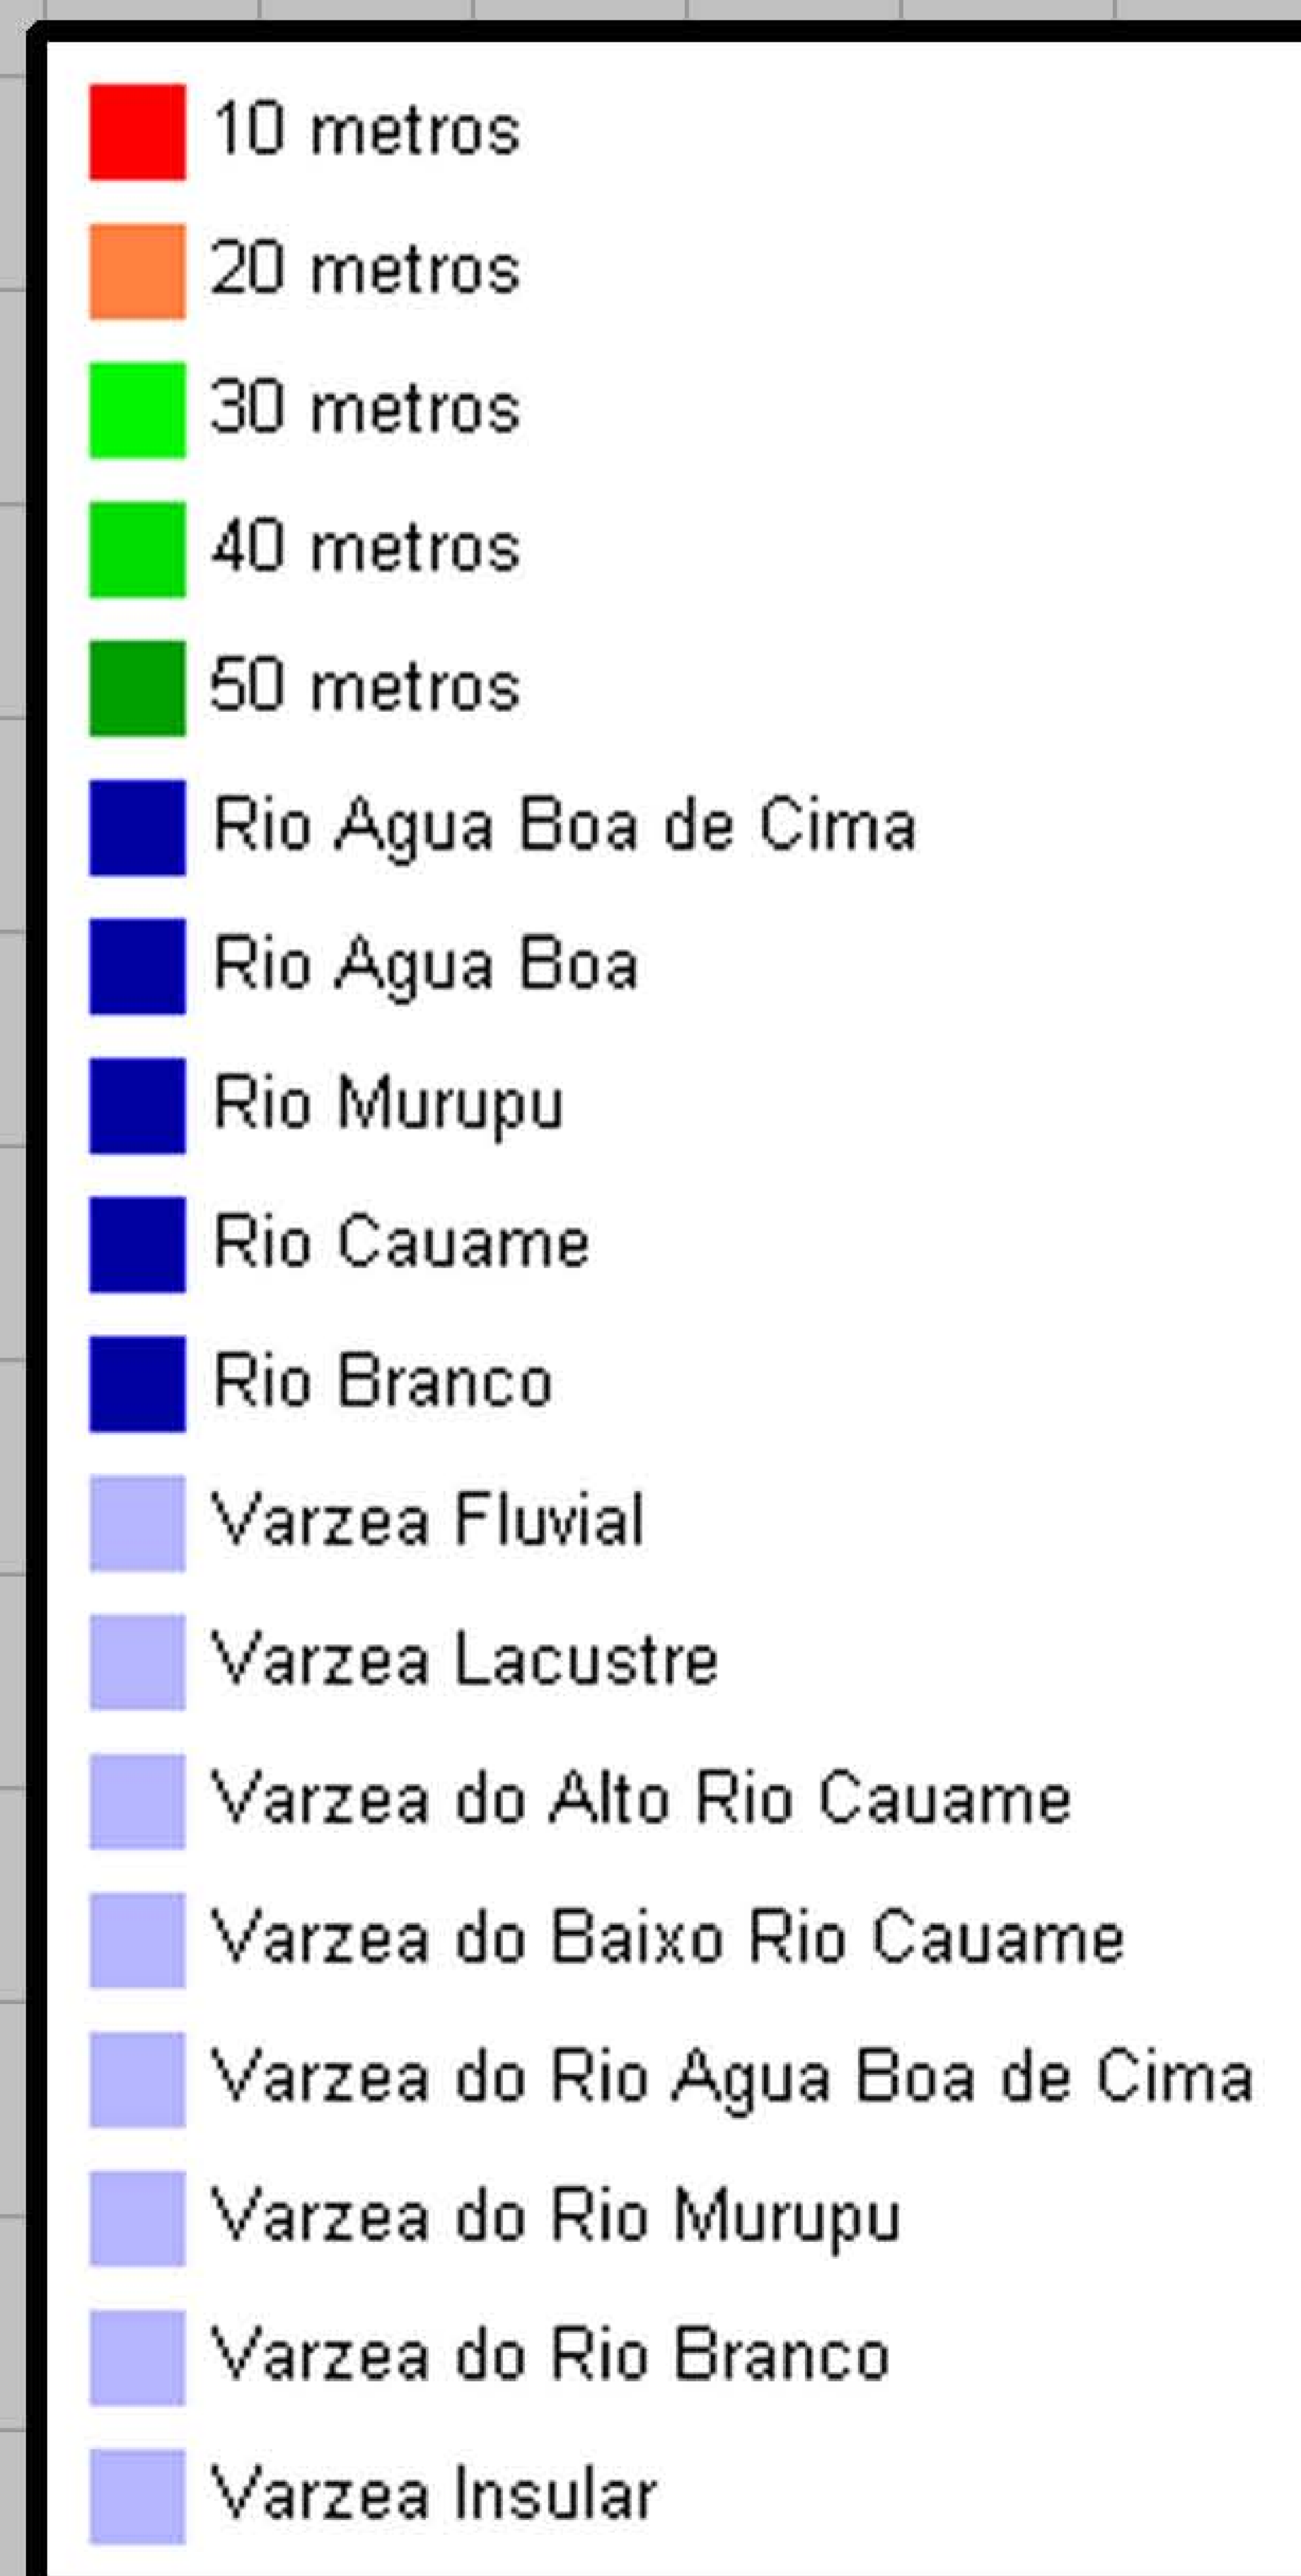 10 metros
20 metros
30 metros
40 metros
50 metros
Rio Agua Boa de Cima
Rio Agua Boa
Rio Murupu
Rio Cauame
Rio Branco
Varzea Fluvial
Varzea Lacustre
Varzea do Alto Rio Cauame
Varzea do Baixo Rio Cauame
Varzea do Rio Agua Boa de Cima
Varzea do Rio Murupu
Varzea do Rio Branco
Varzea Insular